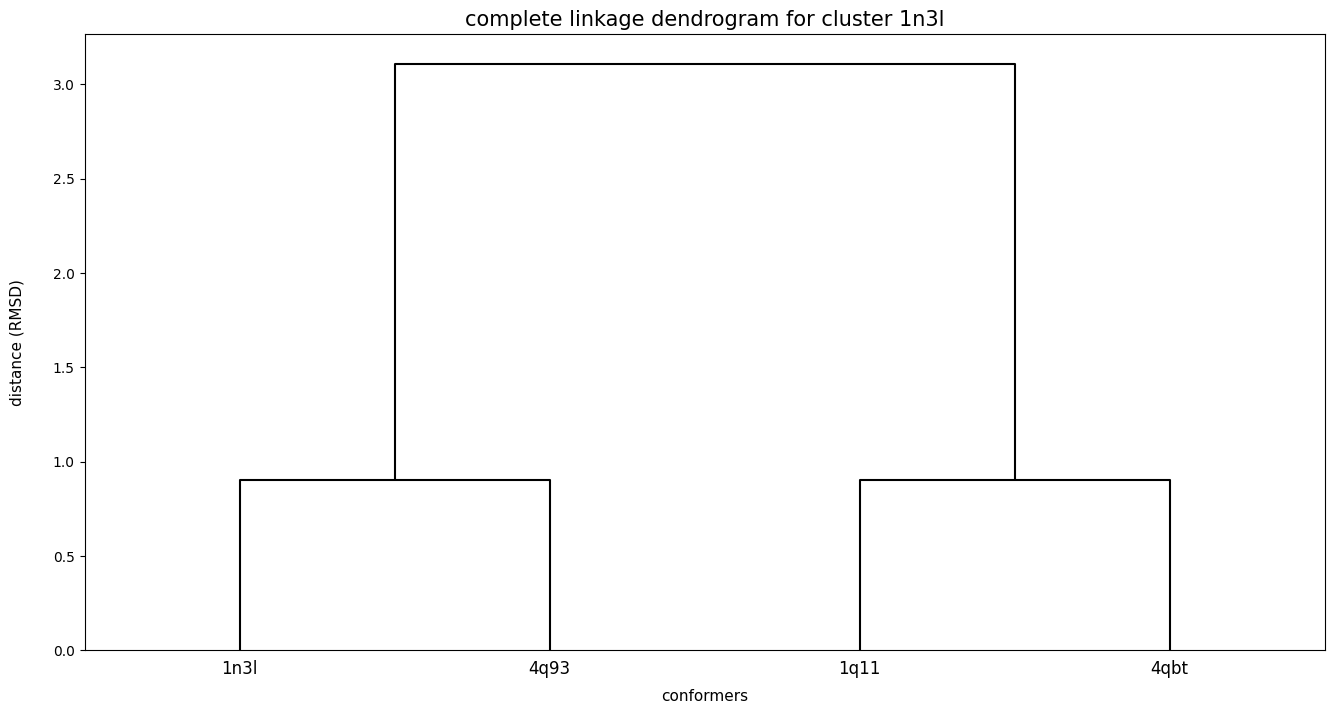 complete linkage dendrogram for cluster 1n3l
3.0
2.5
2.0
1.5
1.0
0.5
0.0
distance (RMSD)
1n3l 4q93 1q11 4qbt
conformers